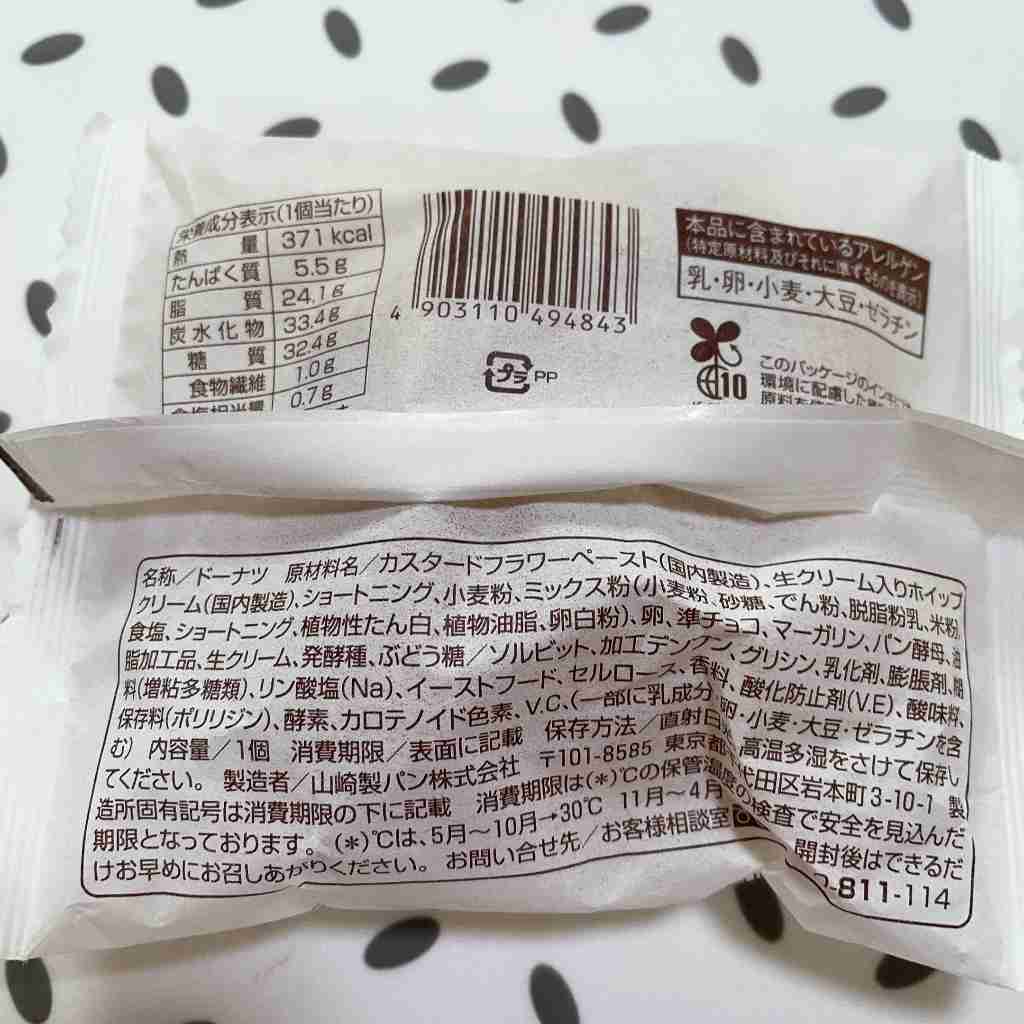 栄養成分表示(1個当たり)
熱量 371 kcal
たんぱく質 5.5g
脂質 24.1g
炭水化物 33.4g
糖質 32.4g
食物繊維 1.0g
食塩相当量 0.7g
4 903110 494843
プラ PP
本品に含まれているアレルゲン
(特定原材料及びそれに準ずるものを表示)
乳・卵・小麦・大豆・ゼラチン
10
このパッケージのインキには
環境に配慮した
原料を
名称/ドーナツ 原材料名/カスタードフラワーペースト(国内製造)、生クリーム入りホイップ
クリーム(国内製造)、ショートニング、小麦粉、ミックス粉(小麦粉、砂糖、でん粉、脱脂粉乳、米粉、
食塩、ショートニング、植物性たん白、植物油脂、卵白粉)、卵、準チョコ、マーガリン、パン酵母、油
脂加工品、生クリーム、発酵種、ぶどう糖/ソルビット、加工デンプン、グリシン、乳化剤、膨脹剤、糊
料(増粘多糖類)、リン酸塩(Na)、イーストフード、セルロース、香料、酸化防止剤(V.E)、酸味料、
保存料(ポリリジン)、酵素、カロテノイド色素、V.C、(一部に乳成分・卵・小麦・大豆・ゼラチンを含
む) 内容量/1個 消費期限/表面に記載 保存方法/直射日光、高温多湿をさけて保存し
てください。 製造者/山崎製パン株式会社 〒101-8585 東京都千代田区岩本町3-10-1 製
造所固有記号は消費期限の下に記載 消費期限は(*)℃の保管温度の検査で安全を見込んだ
期限となっております。(*)℃は、5月〜10月→30℃ 11月〜4月 開封後はできるだ
けお早めにお召しあがりください。 お問い合せ先/お客様相談室 -811-114